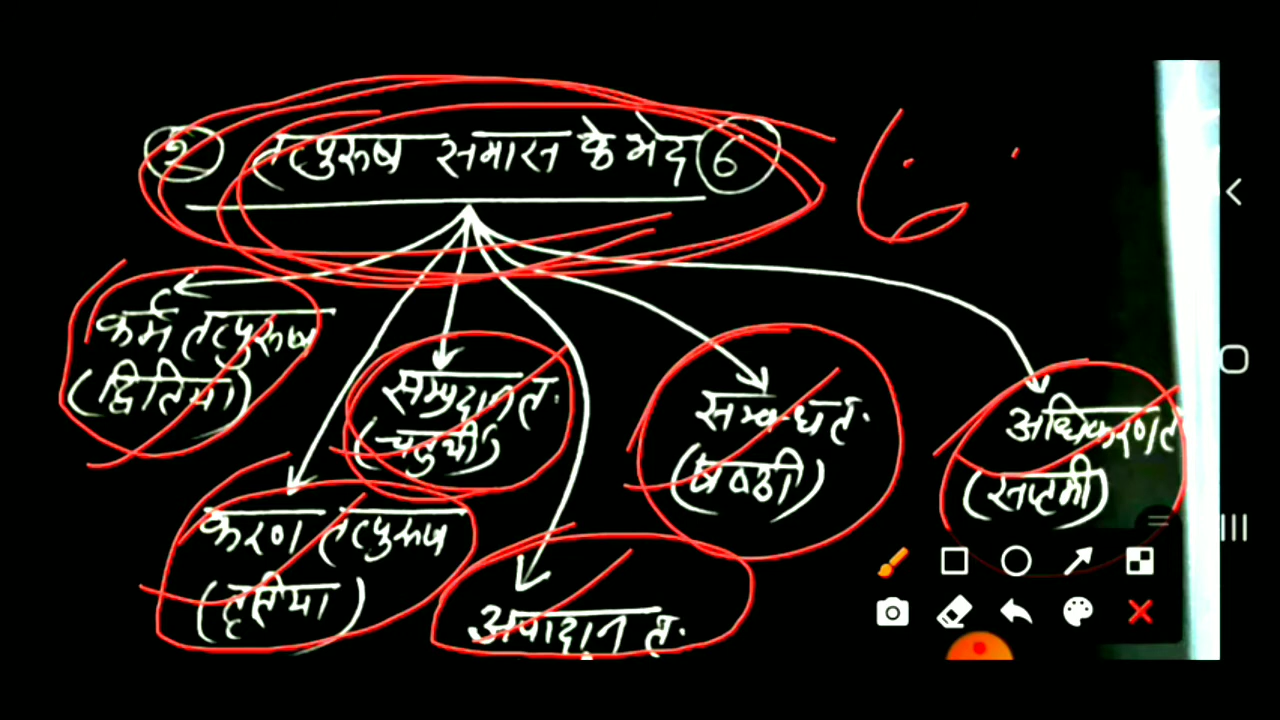 २ तत्पुरुष समास के भेद 6
6
कर्म तत्पुरुष
(द्वितिया)
सम्प्रदान त.
(चतुर्थी)
सम्बन्ध त.
(षष्ठी)
अधिकरण त
(सप्तमी)
करण तत्पुरुष
(तृतिया)
अपादान त.